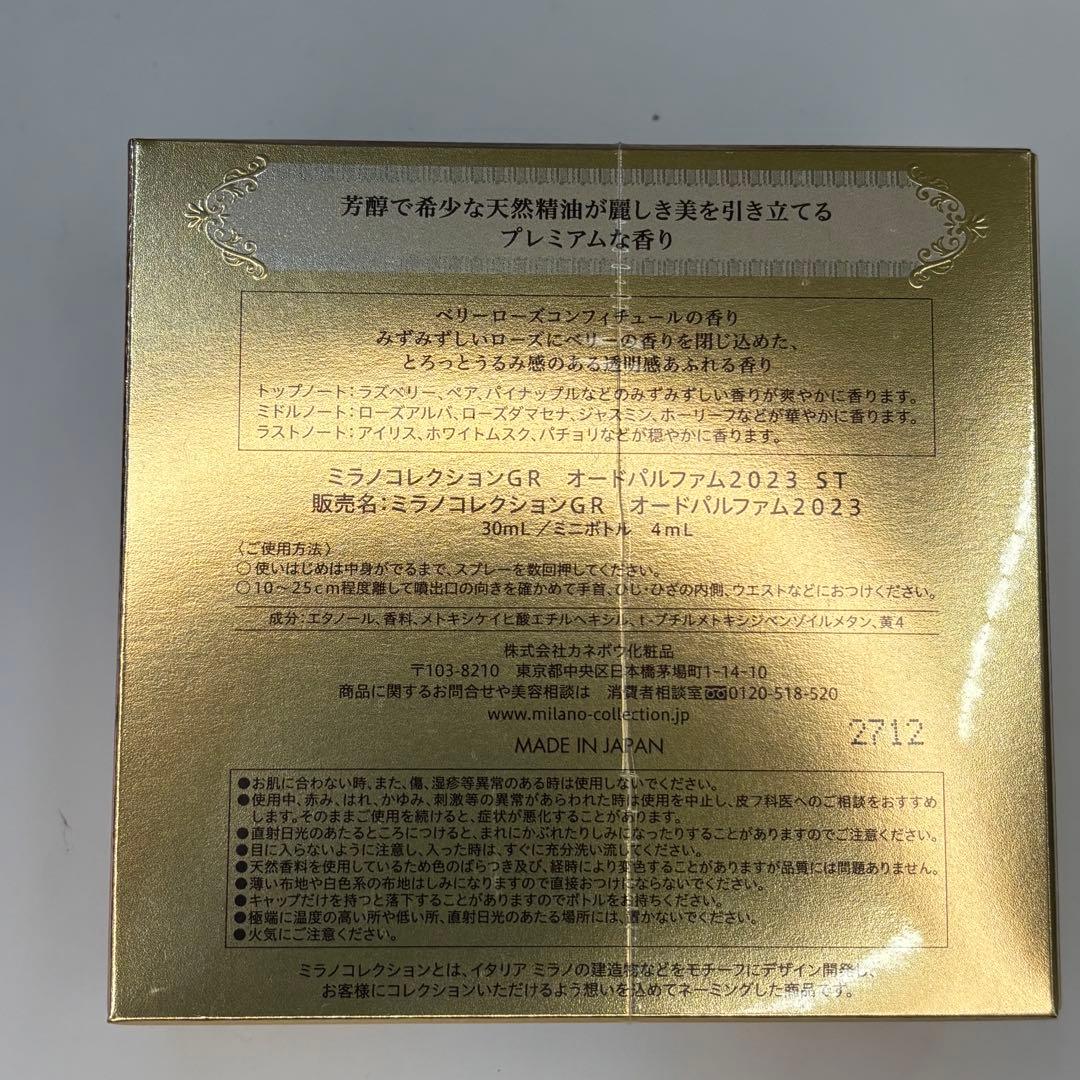 芳醇で希少な天然精油が麗しき美を引き立てる
プレミアムな香り
ベリーローズコンフィチュールの香り
みずみずしいローズにベリーの香りを閉じ込めた、
とろっとうるみ感のある透明感あふれる香り
トップノート：ラズベリー、ペア、パイナップルなどのみずみずしい香りが爽やかに香ります。
ミドルノート：ローズアルバ、ローズダマセナ、ジャスミン、ホーリーフなどが華やかに香ります。
ラストノート：アイリス、ホワイトムスク、パチョリなどが穏やかに香ります。
ミラノコレクションGR　オードパルファム2023 ST
販売名：ミラノコレクションGR　オードパルファム2023
30mL／ミニボトル　4mL
〈ご使用方法〉
○使いはじめは中身がでるまで、スプレーを数回押してください。
○10～25cm程度離して噴出口の向きを確かめて手首、ひじ・ひざの内側、ウエストなどにおつけください。
成分：エタノール、香料、メトキシケイヒ酸エチルヘキシル、t-ブチルメトキシジベンゾイルメタン、黄4
株式会社カネボウ化粧品
〒103-8210　東京都中央区日本橋茅場町1-14-10
商品に関するお問合せや美容相談は　消費者相談室 0120-518-520
www.milano-collection.jp
MADE IN JAPAN
2712
●お肌に合わない時、また、傷、湿疹等異常のある時は使用しないでください。
●使用中、赤み、はれ、かゆみ、刺激等の異常があらわれた時は使用を中止し、皮フ科医へのご相談をおすすめ
します。そのままご使用を続けると、症状が悪化することがあります。
●直射日光のあたるところにつけると、まれにかぶれたりしみになったりすることがありますのでご注意ください。
●目に入らないように注意し、入った時は、すぐに充分洗い流してください。
●天然香料を使用しているため色のばらつき及び、経時により変色することがありますが品質には問題ありません。
●薄い布地や白色系の布地はしみになりますので直接おつけにならないでください。
●キャップだけを持つと落下することがありますのでボトルをお持ちください。
●極端に温度の高い所や低い所、直射日光のあたる場所には、置かないでください。
●火気にご注意ください。
ミラノコレクションとは、イタリア ミラノの建造物などをモチーフにデザイン開発し、
お客様にコレクションいただけるよう想いを込めてネーミングした商品です。